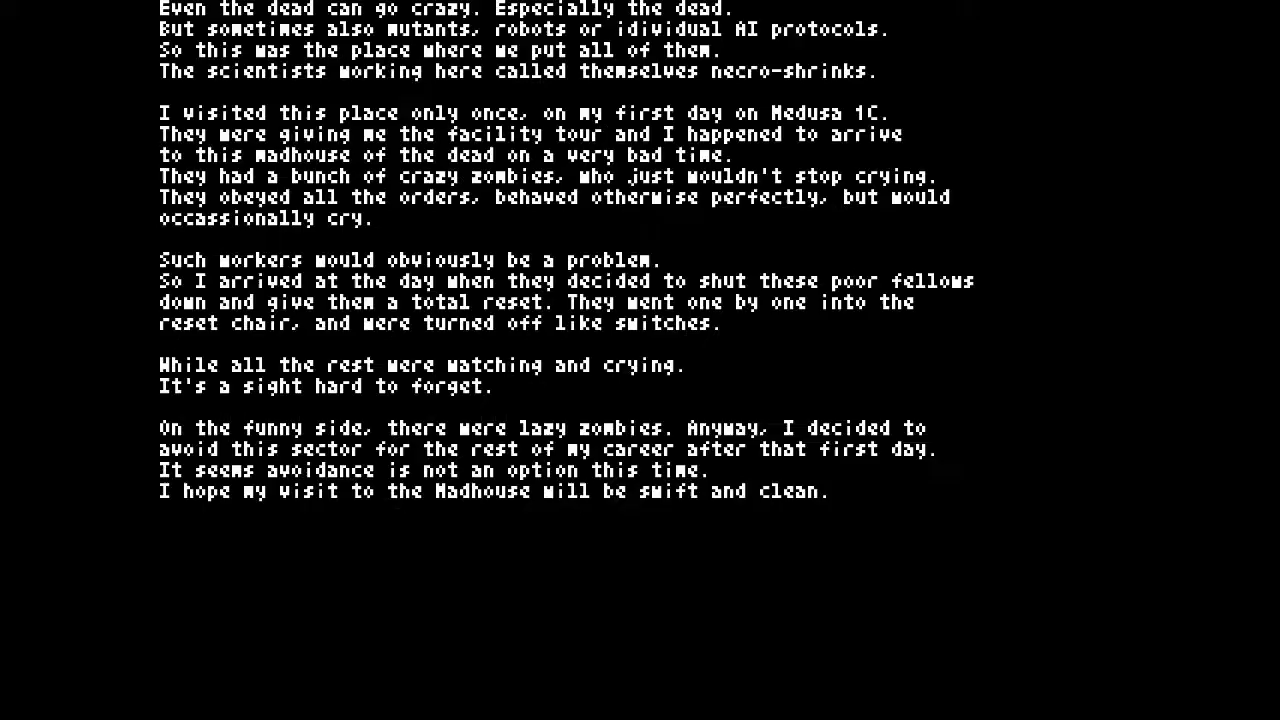 Even the dead can go crazy. Especially the dead.
But sometimes also mutants, robots or idividual AI protocols.
So this was the place where we put all of them.
The scientists working here called themselves necro-shrinks.
I visited this place only once, on my first day on Medusa 1C.
They were giving me the facility tour and I happened to arrive
to this madhouse of the dead on a very bad time.
They had a bunch of crazy zombies, who just wouldn't stop crying.
They obeyed all the orders, behaved otherwise perfectly, but would
occassionally cry.
Such workers would obviously be a problem.
So I arrived at the day when they decided to shut these poor fellows
down and give them a total reset. They went one by one into the
reset chair, and were turned off like switches.
While all the rest were watching and crying.
It's a sight hard to forget.
On the funny side, there were lazy zombies. Anyway, I decided to
avoid this sector for the rest of my career after that first day.
It seems avoidance is not an option this time.
I hope my visit to the Madhouse will be swift and clean.